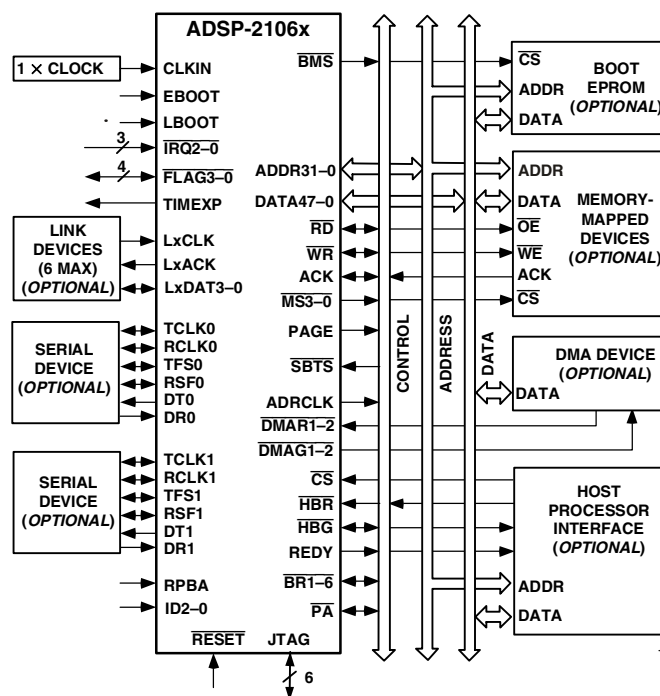 ADSP-2106x
1 × CLOCK
CLKIN
EBOOT
LBOOT
3
IRQ2–0
4
FLAG3–0
TIMEXP
LINK
DEVICES
(6 MAX)
(OPTIONAL)
LxCLK
LxACK
LxDAT3–0
SERIAL
DEVICE
(OPTIONAL)
TCLK0
RCLK0
TFS0
RSF0
DT0
DR0
SERIAL
DEVICE
(OPTIONAL)
TCLK1
RCLK1
TFS1
RSF1
DT1
DR1
RPBA
ID2–0
RESET
JTAG
6
BMS
ADDR31–0
DATA47–0
RD
WR
ACK
MS3–0
PAGE
SBTS
ADRCLK
DMAR1–2
DMAG1–2
CS
HBR
HBG
REDY
BR1–6
PA
CONTROL
ADDRESS
DATA
CS
ADDR
DATA
BOOT
EPROM
(OPTIONAL)
ADDR
DATA
OE
WE
ACK
CS
MEMORY-
MAPPED
DEVICES
(OPTIONAL)
DMA DEVICE
(OPTIONAL)
DATA
HOST
PROCESSOR
INTERFACE
(OPTIONAL)
ADDR
DATA